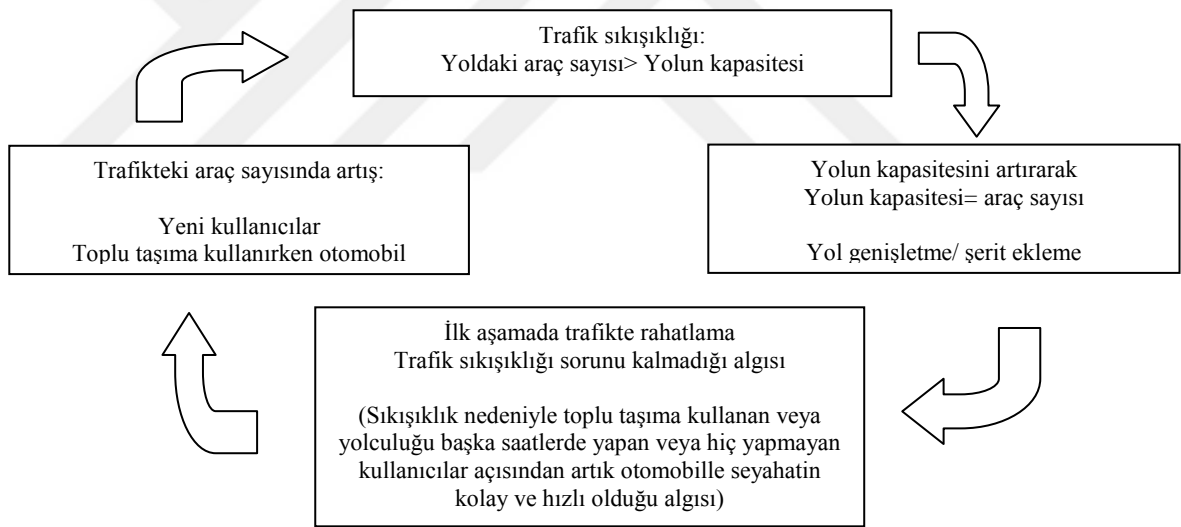 Trafik sıkışıklığı:
Yoldaki araç sayısı> Yolun kapasitesi
Yolun kapasitesini artırarak
Yolun kapasitesi= araç sayısı
Yol genişletme/ şerit ekleme
İlk aşamada trafikte rahatlama
Trafik sıkışıklığı sorunu kalmadığı algısı
(Sıkışıklık nedeniyle toplu taşıma kullanan veya
yolculuğu başka saatlerde yapan veya hiç yapmayan
kullanıcılar açısından artık otomobille seyahatin
kolay ve hızlı olduğu algısı)
Trafikteki araç sayısında artış:
Yeni kullanıcılar
Toplu taşıma kullanırken otomobil